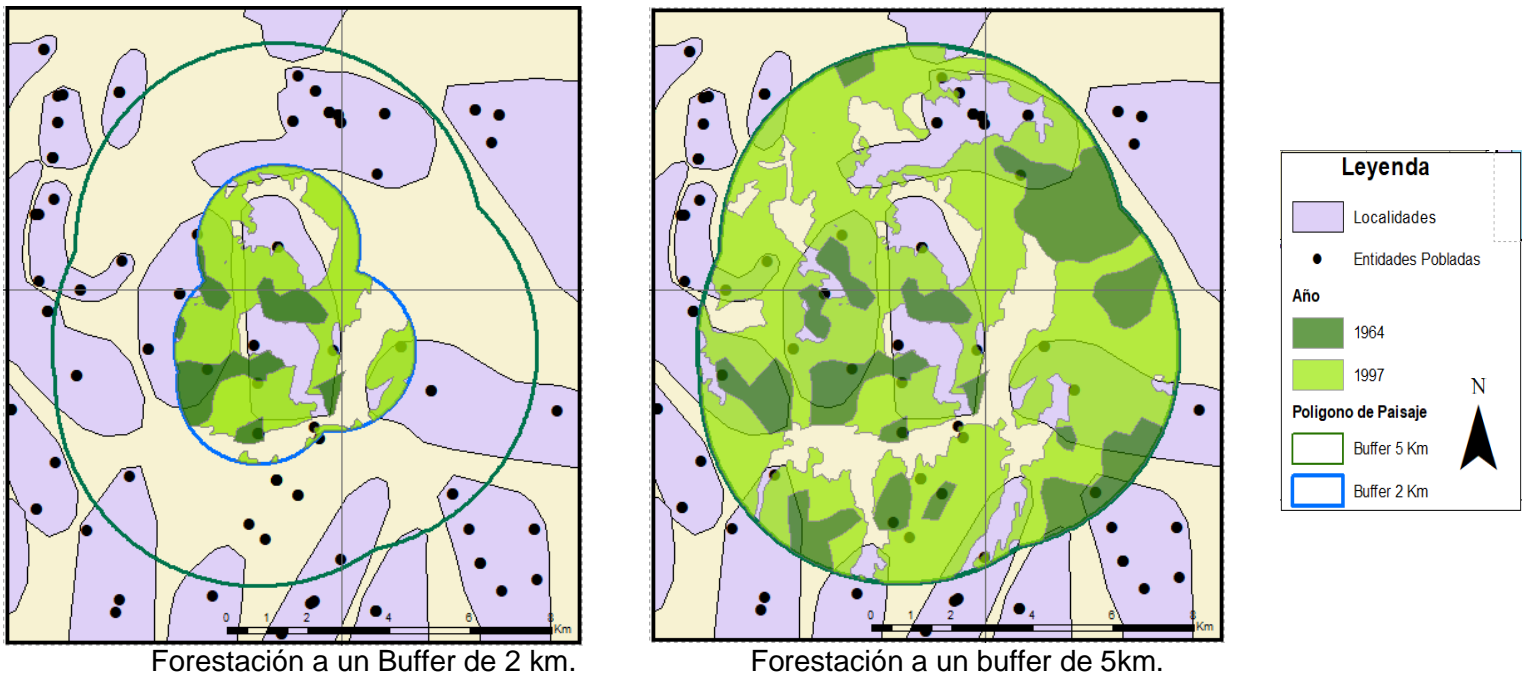 0 1 2 4 6 8
Km
Forestación a un Buffer de 2 km.
0 1 2 4 6 8
Km
Forestación a un buffer de 5km.
Leyenda
Localidades
Entidades Pobladas
Año
1964
1997
N
Poligono de Paisaje
Buffer 5 Km
Buffer 2 Km